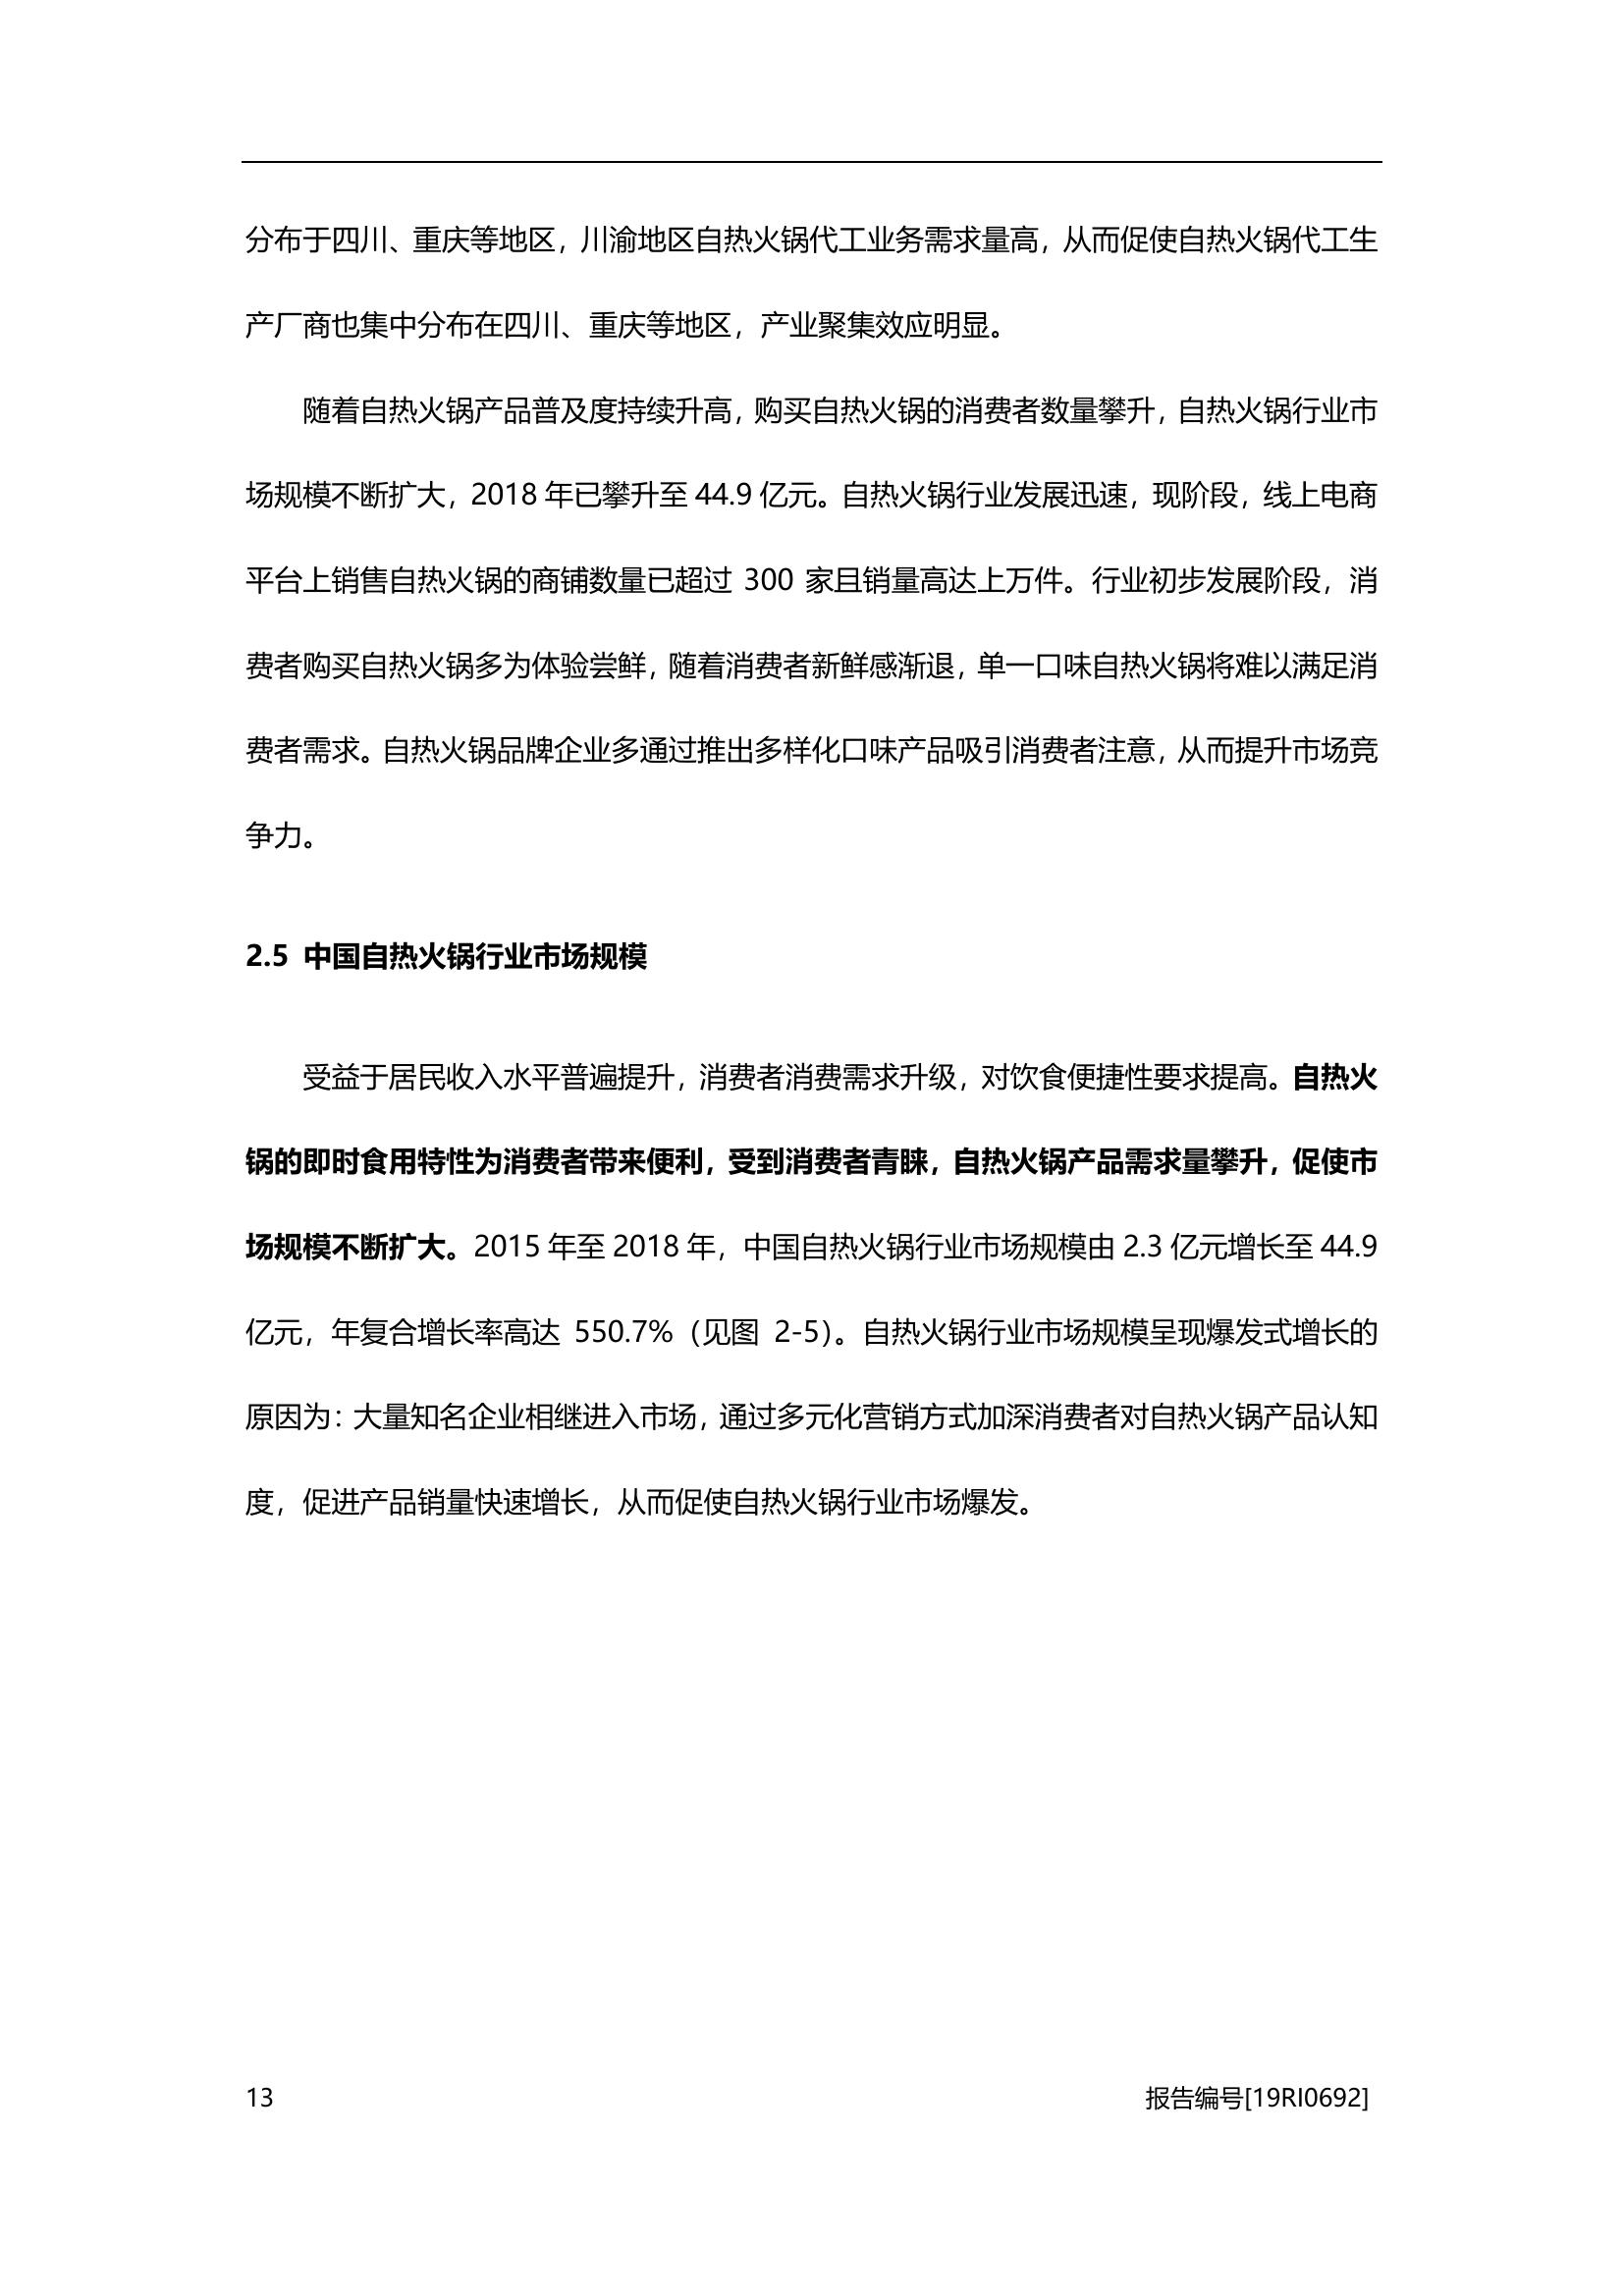 分布于四川、重庆等地区，川渝地区自热火锅代工业务需求量高，从而促使自热火锅代工生
产厂商也集中分布在四川、重庆等地区，产业聚集效应明显。
随着自热火锅产品普及度持续升高，购买自热火锅的消费者数量攀升，自热火锅行业市
场规模不断扩大，2018 年已攀升至 44.9 亿元。自热火锅行业发展迅速，现阶段，线上电商
平台上销售自热火锅的商铺数量已超过 300 家且销量高达上万件。行业初步发展阶段，消
费者购买自热火锅多为体验尝鲜，随着消费者新鲜感渐退，单一口味自热火锅将难以满足消
费者需求。自热火锅品牌企业多通过推出多样化口味产品吸引消费者注意，从而提升市场竞
争力。
2.5 中国自热火锅行业市场规模
受益于居民收入水平普遍提升，消费者消费需求升级，对饮食便捷性要求提高。自热火
锅的即时食用特性为消费者带来便利，受到消费者青睐，自热火锅产品需求量攀升，促使市
场规模不断扩大。2015 年至 2018 年，中国自热火锅行业市场规模由 2.3 亿元增长至 44.9
亿元，年复合增长率高达 550.7%（见图 2-5）。自热火锅行业市场规模呈现爆发式增长的
原因为：大量知名企业相继进入市场，通过多元化营销方式加深消费者对自热火锅产品认知
度，促进产品销量快速增长，从而促使自热火锅行业市场爆发。
13 报告编号[19RI0692]